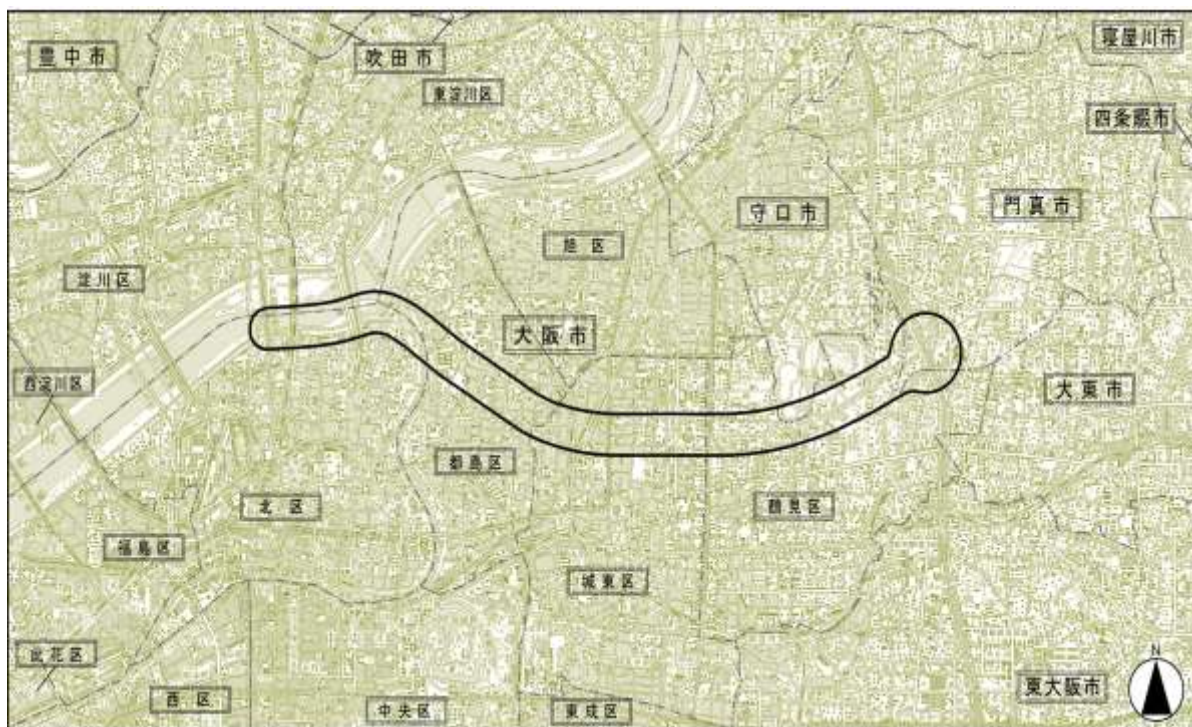 豊中市
吹田市
寝屋川市
東淀川区
四条畷市
守口市
門真市
旭区
淀川区
大阪市
西淀川区
大東市
都島区
北区
鶴見区
福島区
城東区
此花区
N
東大阪市
西区
中央区
東成区